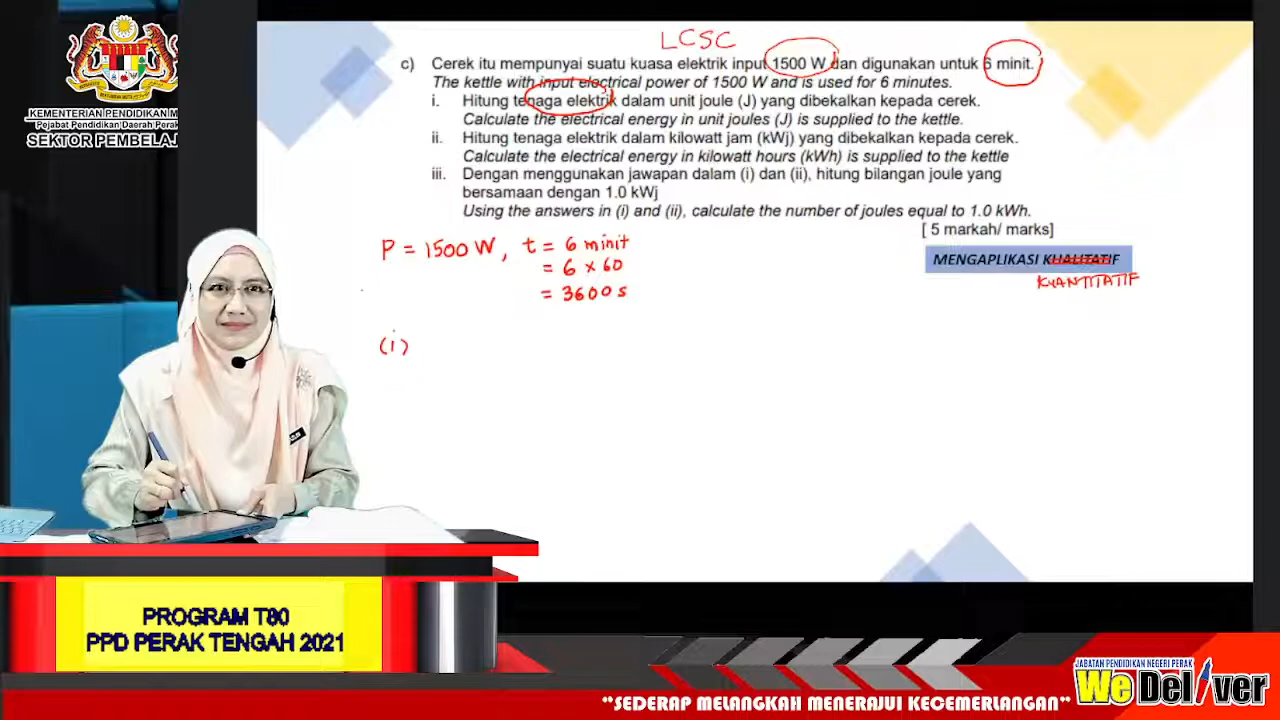 KEMENTERIAN PENDIDIKAN M
Pejabat Pendidikan Daerah Perak
SEKTOR PEMBELAJ
LCSC
c) Cerek itu mempunyai suatu kuasa elektrik input 1500 W dan digunakan untuk 6 minit.
The kettle with input electrical power of 1500 W and is used for 6 minutes.
i. Hitung tenaga elektrik dalam unit joule (J) yang dibekalkan kepada cerek.
Calculate the electrical energy in unit joules (J) is supplied to the kettle.
ii. Hitung tenaga elektrik dalam kilowatt jam (kWj) yang dibekalkan kepada cerek.
Calculate the electrical energy in kilowatt hours (kWh) is supplied to the kettle
iii. Dengan menggunakan jawapan dalam (i) dan (ii), hitung bilangan joule yang
bersamaan dengan 1.0 kWj
Using the answers in (i) and (ii), calculate the number of joules equal to 1.0 kWh.
[ 5 markah/ marks]
MENGAPLIKASI KUALITATIF
KUANTITATIF
P = 1500 W, t = 6 minit
= 6 × 60
= 3600 s
(i)
PROGRAM T80
PPD PERAK TENGAH 2021
JABATAN PENDIDIKAN NEGERI PERAK
We Deliver
"SEDERAP MELANGKAH MENERAJUI KECEMERLANGAN"